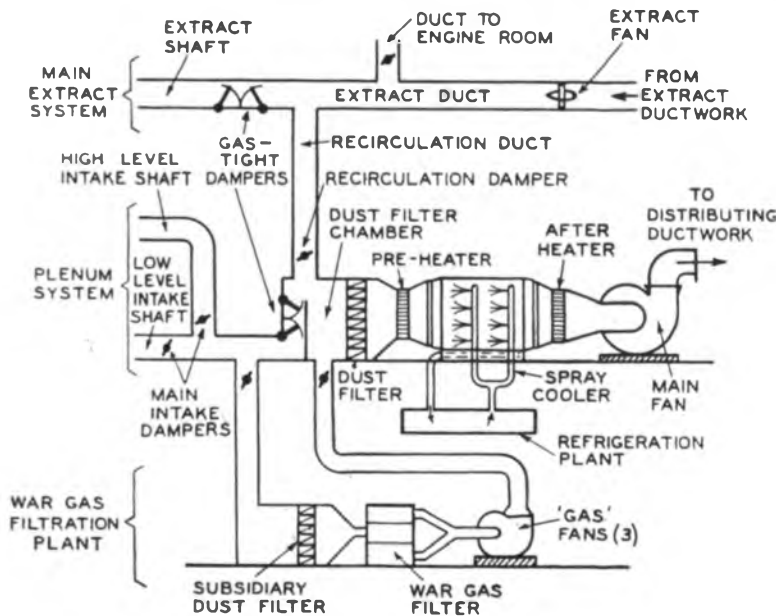 EXTRACT
SHAFT
DUCT TO
ENGINE ROOM
EXTRACT
FAN
MAIN
EXTRACT
SYSTEM
EXTRACT DUCT
FROM
EXTRACT
DUCTWORK
GAS-
TIGHT
DAMPERS
RECIRCULATION DUCT
HIGH LEVEL
INTAKE SHAFT
RECIRCULATION DAMPER
DUST FILTER
CHAMBER
PRE-HEATER
AFTER
HEATER
TO
DISTRIBUTING
DUCTWORK
PLENUM
SYSTEM
LOW
LEVEL
INTAKE
SHAFT
MAIN
INTAKE
DAMPERS
DUST
FILTER
SPRAY
COOLER
MAIN
FAN
REFRIGERATION
PLANT
WAR GAS
FILTRATION
PLANT
'GAS'
FANS (3)
SUBSIDIARY
DUST FILTER
WAR GAS
FILTER